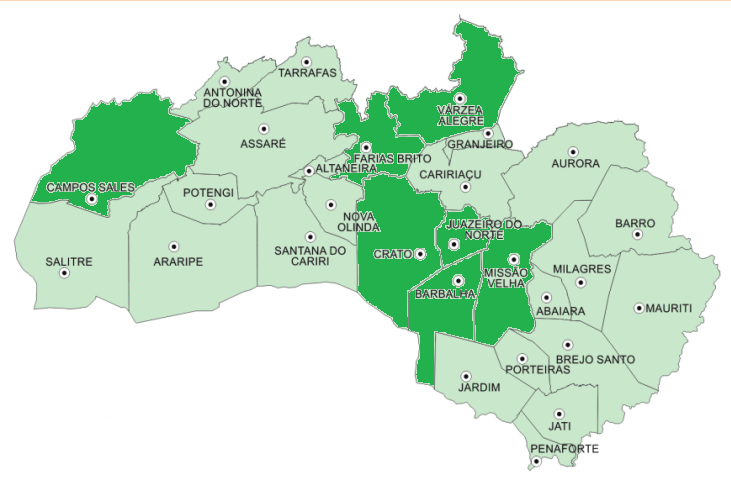 TARRAFAS
ANTONINA
DO NORTE
VÁRZEA
ALEGRE
ASSARÉ
GRANJEIRO
FARIAS BRITO
AURORA
ALTANEIRA
CARIRIAÇU
CAMPOS SALES
POTENGI
NOVA
OLINDA
JUAZEIRO DO
NORTE
BARRO
SANTANA DO
CARIRI
CRATO
SALITRE
ARARIPE
MISSÃO
VELHA
MILAGRES
BARBALHA
ABAIARA
MAURITI
BREJO SANTO
PORTEIRAS
JARDIM
JATI
PENAFORTE